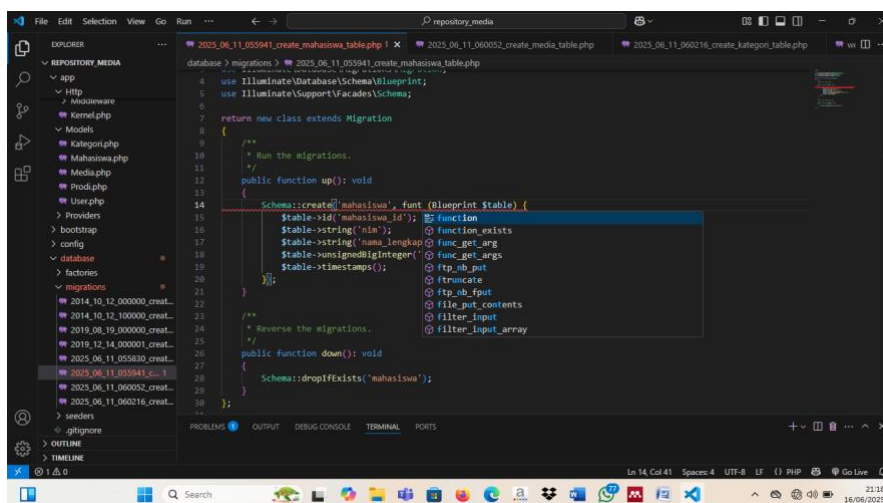 File Edit Selection View Go Run ... repository_media
EXPLORER ...
REPOSITORY_MEDIA
app
Http
Middleware
Kernel.php
Models
Kategori.php
Mahasiswa.php
Media.php
Prodi.php
User.php
Providers
bootstrap
config
database
factories
migrations
2014_10_12_000000_creat...
2014_10_12_100000_creat...
2019_08_19_000000_creat...
2019_12_14_000001_creat...
2025_06_11_055830_creat...
2025_06_11_055941_c... 1
2025_06_11_060052_creat...
2025_06_11_060216_creat...
seeders
.gitignore
OUTLINE
TIMELINE
2025_06_11_055941_create_mahasiswa_table.php 1 2025_06_11_060052_create_media_table.php 2025_06_11_060216_create_kategori_table.php
database > migrations > 2025_06_11_055941_create_mahasiswa_table.php
4 use Illuminate\Database\Schema\Blueprint;
5 use Illuminate\Support\Facades\Schema;
6
7 return new class extends Migration
8 {
9 /**
10 * Run the migrations.
11 */
12 public function up(): void
13 {
14 Schema::create('mahasiswa', funt (Blueprint $table) {
15 $table->id('mahasiswa_id');
16 $table->string('nim');
17 $table->string('nama_lengkap
18 $table->unsignedBigInteger('
19 $table->timestamps();
20 });
21 }
22
23 /**
24 * Reverse the migrations.
25 */
26 public function down(): void
27 {
28 Schema::dropIfExists('mahasiswa');
29 }
30 };
function
function_exists
func_get_arg
func_get_args
ftp_nb_put
ftruncate
ftp_nb_fput
file_put_contents
filter_input
filter_input_array
PROBLEMS 1 OUTPUT DEBUG CONSOLE TERMINAL PORTS
1 0 Ln 14, Col 41 Spaces: 4 UTF-8 LF {} PHP Go Live
Search
21:18
16/06/2025